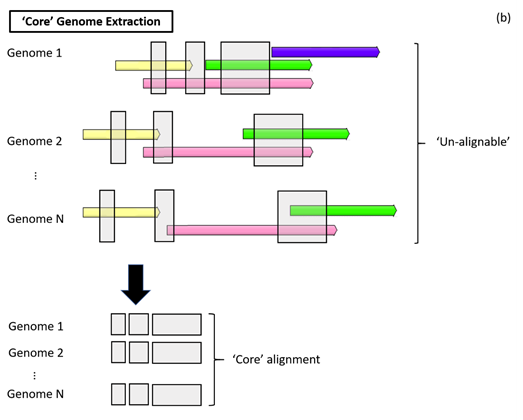 ‘Core’ Genome Extraction
(b)
Genome 1
Genome 2
...
Genome N
‘Un-alignable’
Genome 1
Genome 2
...
Genome N
‘Core’ alignment